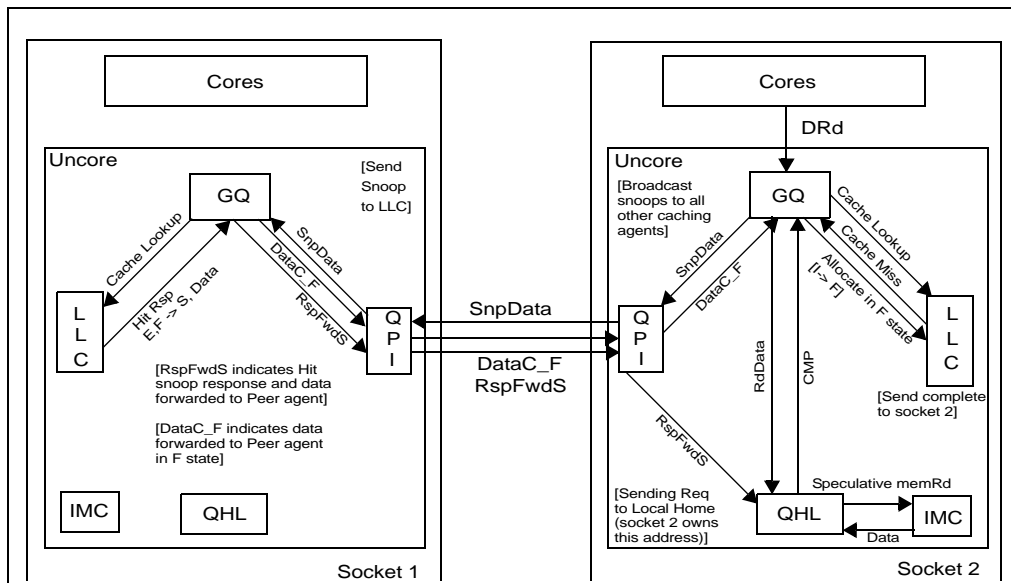 Cores
Uncore
[Send
Snoop
to LLC]
GQ
Cache Lookup
Hit Rsp
E,F -> S, Data
SnpData
DataC_F
RspFwdS
L
L
C
Q
P
I
[RspFwdS indicates Hit
snoop response and data
forwarded to Peer agent]
[DataC_F indicates data
forwarded to Peer agent
in F state]
IMC
QHL
Socket 1
SnpData
DataC_F
RspFwdS
Cores
DRd
Uncore
[Broadcast
snoops to all
other caching
agents]
GQ
Cache Lookup
Cache Miss
Allocate in F state
[I-> F]
SnpData
DataC_F
Q
P
I
L
L
C
RdData
CMP
[Send complete
to socket 2]
RspFwdS
[Sending Req
to Local Home
(socket 2 owns
this address)]
Speculative memRd
QHL
IMC
Data
Socket 2